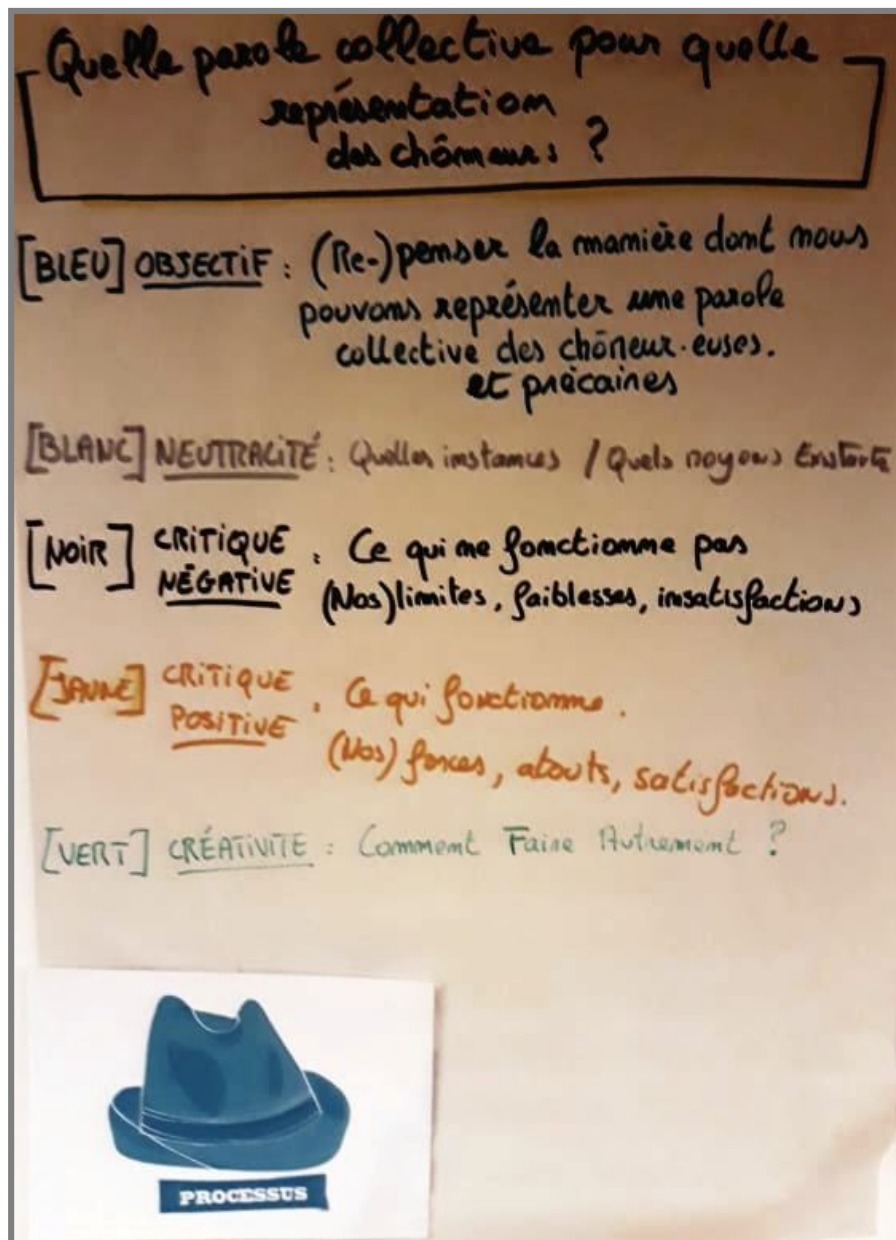 Quelle parole collective pour quelle
représentation
des chômeurs ?
[BLEU] OBJECTIF : (Re-)penser la manière dont nous
pouvons représenter une parole
collective des chômeur·euses.
et précaires
[BLANC] NEUTRALITÉ : Quelles instances / Quels moyens
[NOIR] CRITIQUE NÉGATIVE : Ce qui ne fonctionne pas
(Nos) limites, faiblesses, insatisfactions
[JAUNE] CRITIQUE POSITIVE : Ce qui fonctionne.
(Nos) forces, atouts, satisfactions.
[VERT] CRÉATIVITÉ : Comment Faire Autrement ?
PROCESSUS